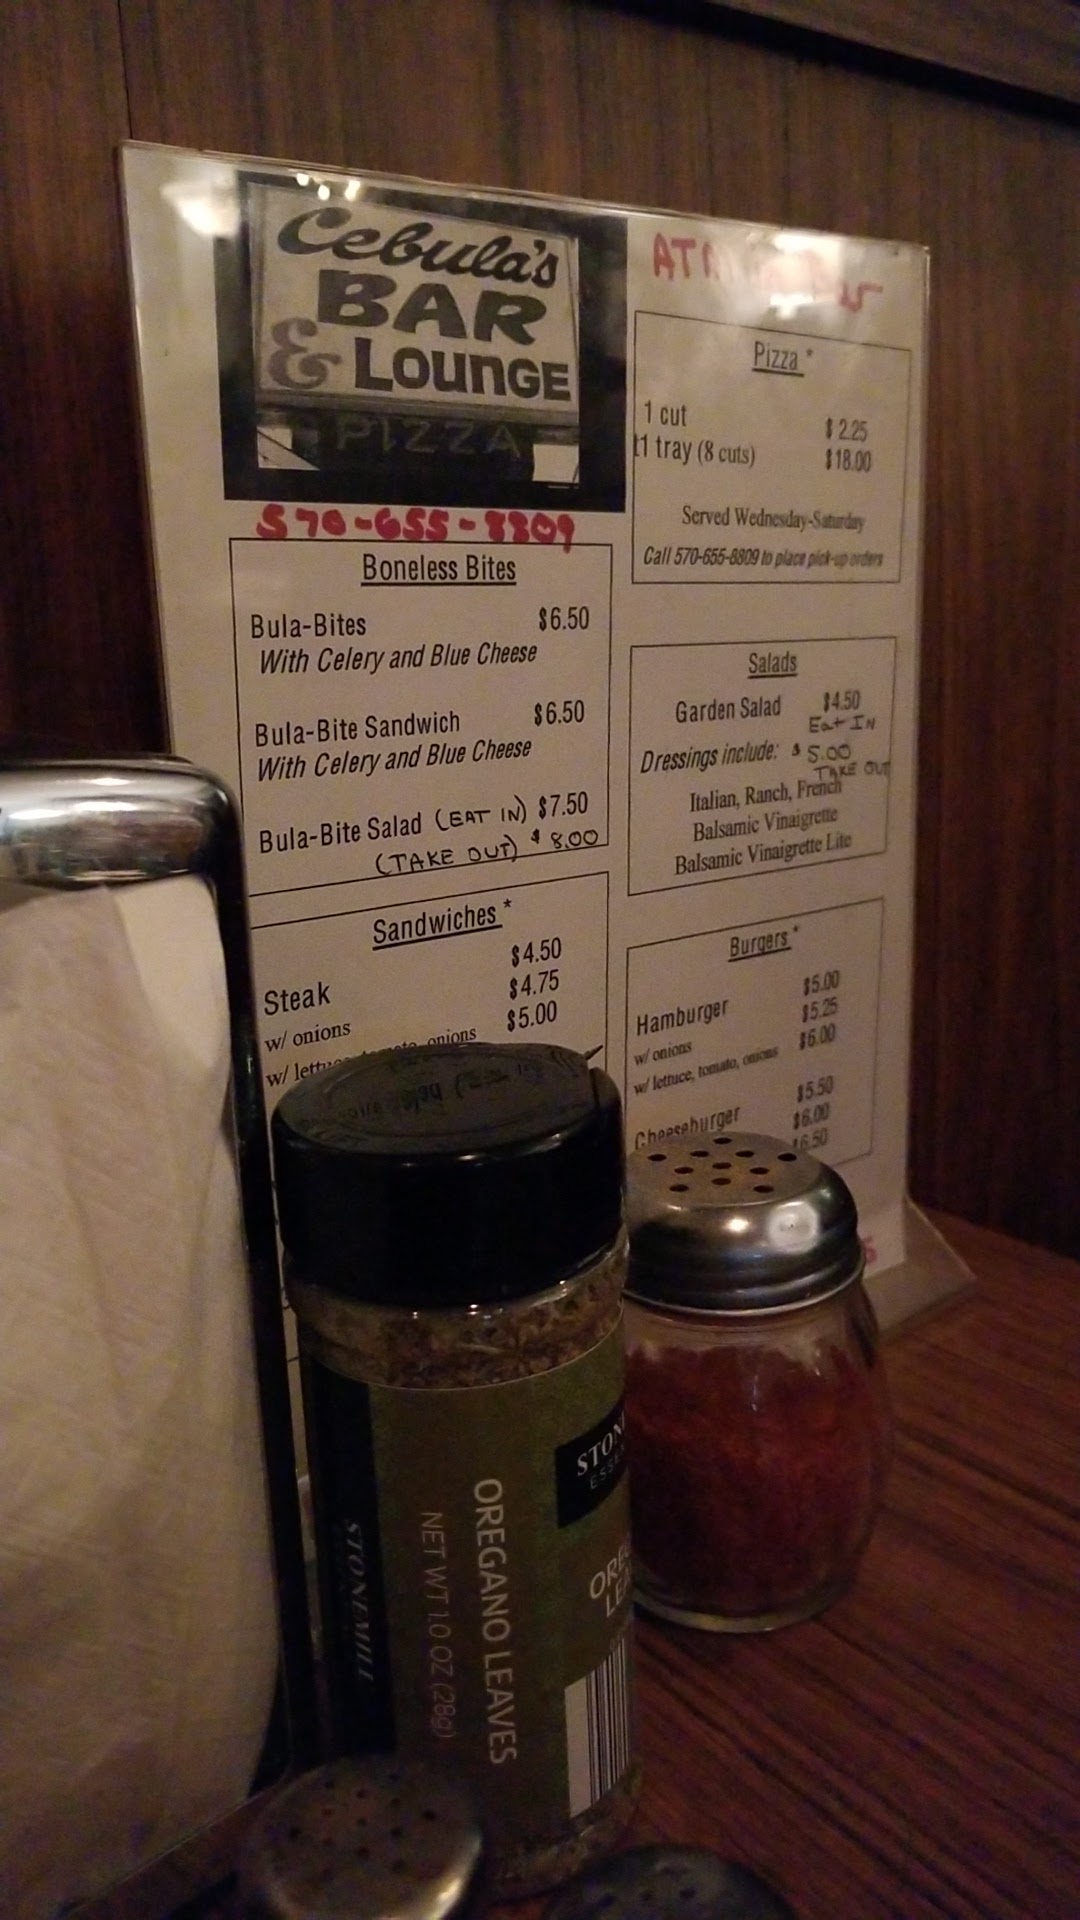 Cebula's
BAR
& LOUNGE
PIZZA
570-655-8809
Boneless Bites
Bula-Bites $6.50
With Celery and Blue Cheese
Bula-Bite Sandwich $6.50
With Celery and Blue Cheese
Bula-Bite Salad (EAT IN) $7.50
(TAKE OUT) $8.00
Sandwiches*
$4.50
Steak $4.75
w/ onions $5.00
w/ onions
Pizza*
1 cut $2.25
1 tray (8 cuts) $18.00
Served Wednesday-Saturday
Call 570-655-8809 to place pick-up orders
Salads
Garden Salad $4.50
Eat IN
Dressings include: $5.00
TAKE OUT
Italian, Ranch, French
Balsamic Vinaigrette
Balsamic Vinaigrette Lite
Burgers*
$5.00
Hamburger $5.25
w/ onions $6.00
w/ lettuce, tomato, onions
$5.50
Cheeseburger $6.00
$6.50
STONEMILL
OREGANO LEAVES
NET WT 1.0 OZ (28g)